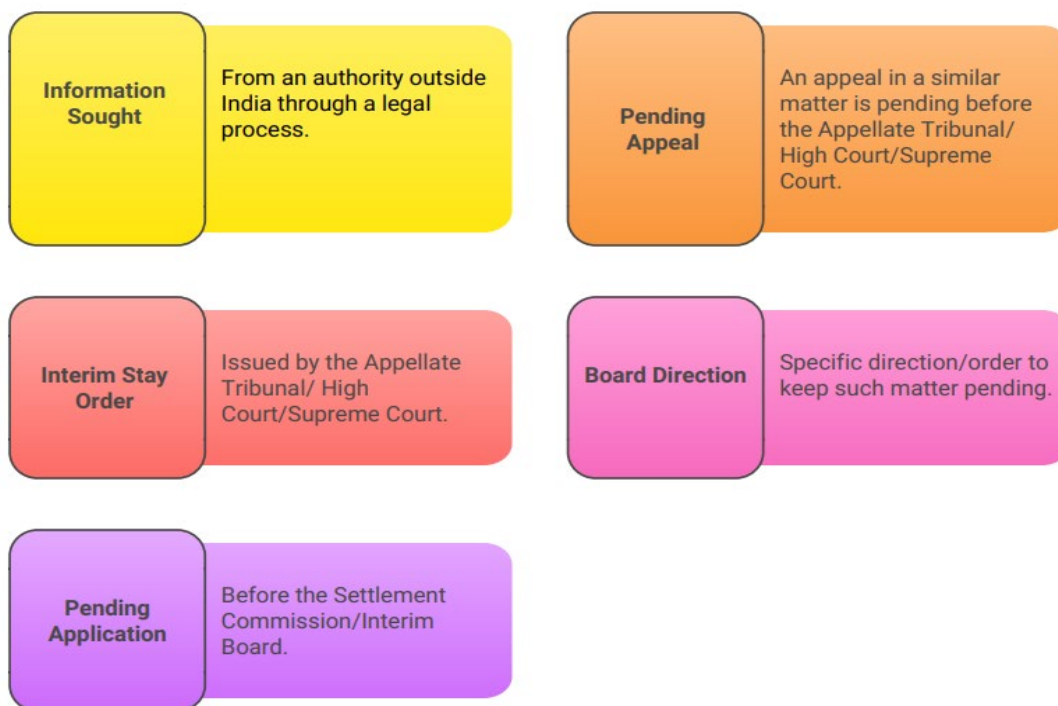 Information
Sought
From an authority outside
India through a legal
process.
Pending
Appeal
An appeal in a similar
matter is pending before
the Appellate Tribunal/
High Court/Supreme
Court.
Interim Stay
Order
Issued by the Appellate
Tribunal/ High
Court/Supreme Court.
Board Direction
Specific direction/order to
keep such matter pending.
Pending
Application
Before the Settlement
Commission/Interim
Board.